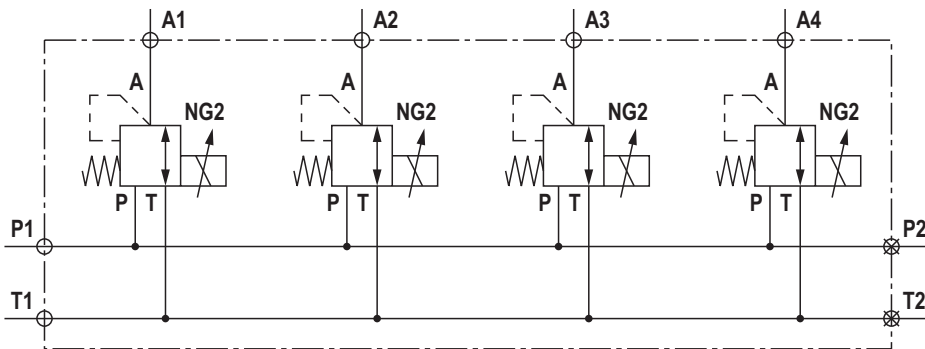 A1 A2 A3 A4
A A A A
NG2 NG2 NG2 NG2
P T P T P T P T
P1 P2
T1 T2